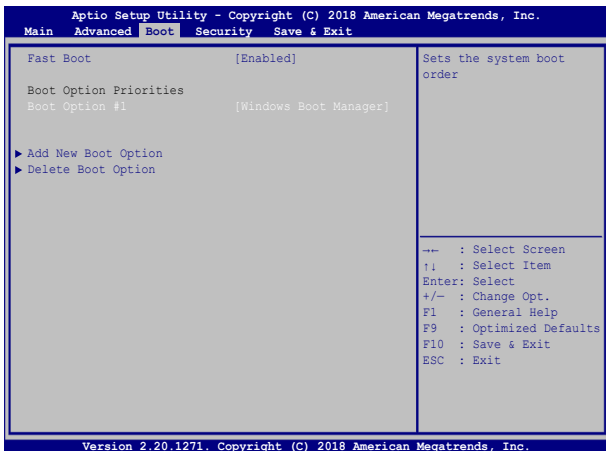 Aptio Setup Utility - Copyright (C) 2018 American Megatrends, Inc.
Main Advanced Boot Security Save & Exit
Fast Boot [Enabled]
Boot Option Priorities
Boot Option #1 [Windows Boot Manager]
▶ Add New Boot Option
▶ Delete Boot Option
Sets the system boot
order
→← : Select Screen
↑↓ : Select Item
Enter: Select
+/— : Change Opt.
F1 : General Help
F9 : Optimized Defaults
F10 : Save & Exit
ESC : Exit
Version 2.20.1271. Copyright (C) 2018 American Megatrends, Inc.